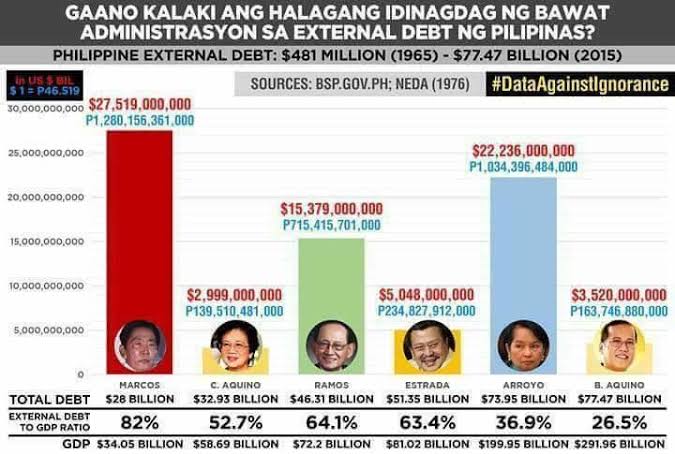 GAANO KALAKI ANG HALAGANG IDINAGDAG NG BAWAT
ADMINISTRASYON SA EXTERNAL DEBT NG PILIPINAS?
PHILIPPINE EXTERNAL DEBT: $481 MILLION (1965) - $77.47 BILLION (2015)
in US $ BIL
$ 1 = P46.519
SOURCES: BSP.GOV.PH; NEDA (1976)
#DataAgainstIgnorance
30,000,000,000
25,000,000,000
20,000,000,000
15,000,000,000
10,000,000,000
5,000,000,000
0
$27,519,000,000
P1,280,156,361,000
$2,999,000,000
P139,510,481,000
$15,379,000,000
P715,415,701,000
$5,048,000,000
P234,827,912,000
$22,236,000,000
P1,034,396,484,000
$3,520,000,000
P163,746,880,000
MARCOS C. AQUINO RAMOS ESTRADA ARROYO B. AQUINO
TOTAL DEBT $28 BILLION $32.93 BILLION $46.31 BILLION $51.35 BILLION $73.95 BILLION $77.47 BILLION
EXTERNAL DEBT
TO GDP RATIO 82% 52.7% 64.1% 63.4% 36.9% 26.5%
GDP $34.05 BILLION $58.69 BILLION $72.2 BILLION $81.02 BILLION $199.95 BILLION $291.96 BILLION